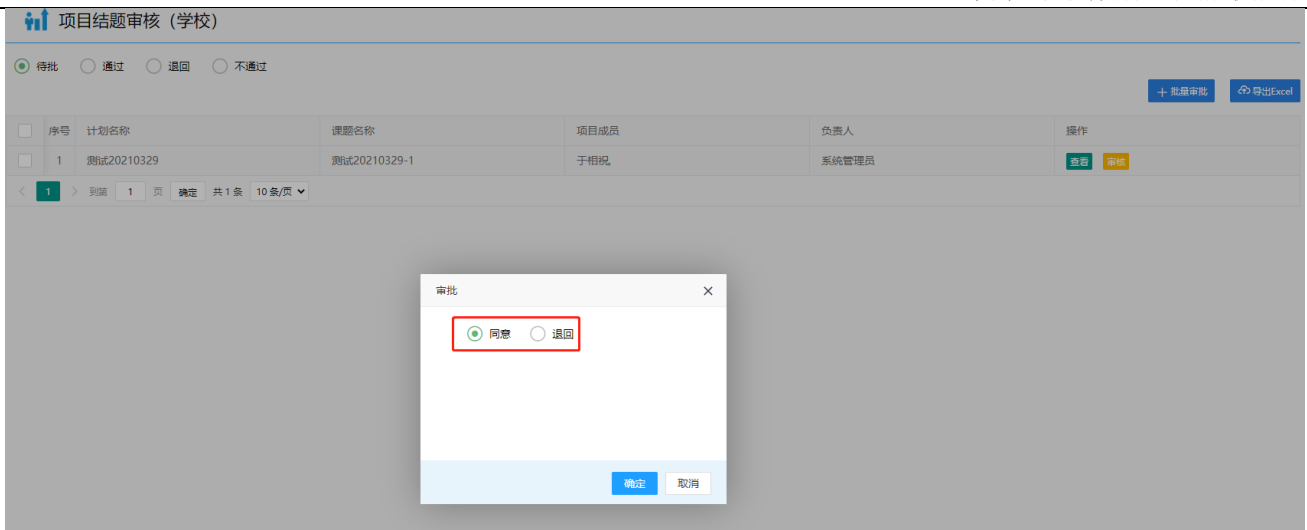 项目结题审核（学校）
待批 通过 退回 不通过
批量审批 导出Excel
序号 计划名称 课题名称 项目成员 负责人 操作
1 测试20210329 测试20210329-1 于相祝 系统管理员 查看 审核
1 到第 1 页 确定 共 1 条 10 条/页
审批
同意 退回
确定 取消